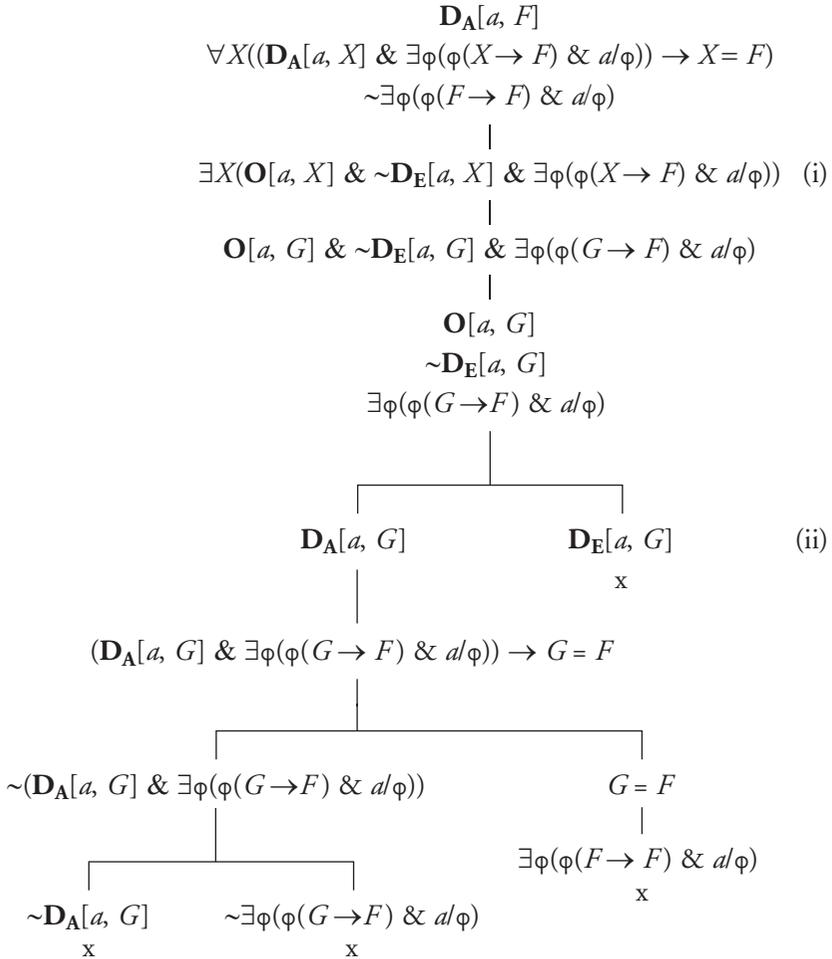 D_A[a, F]
∀X((D_A[a, X] & ∃φ(φ(X → F) & a/φ)) → X = F)
~∃φ(φ(F → F) & a/φ)
∃X(O[a, X] & ~D_E[a, X] & ∃φ(φ(X → F) & a/φ)) (i)
O[a, G] & ~D_E[a, G] & ∃φ(φ(G → F) & a/φ)
O[a, G]
~D_E[a, G]
∃φ(φ(G → F) & a/φ)
D_A[a, G] D_E[a, G] (ii)
x
(D_A[a, G] & ∃φ(φ(G → F) & a/φ)) → G = F
~(D_A[a, G] & ∃φ(φ(G → F) & a/φ)) G = F
∃φ(φ(F → F) & a/φ)
x
~D_A[a, G] ~∃φ(φ(G → F) & a/φ)
x x